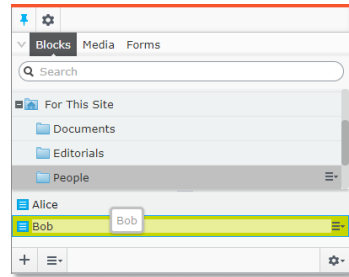 Blocks Media Forms
Search
For This Site
Documents
Editorials
People
Alice
Bob
Bob